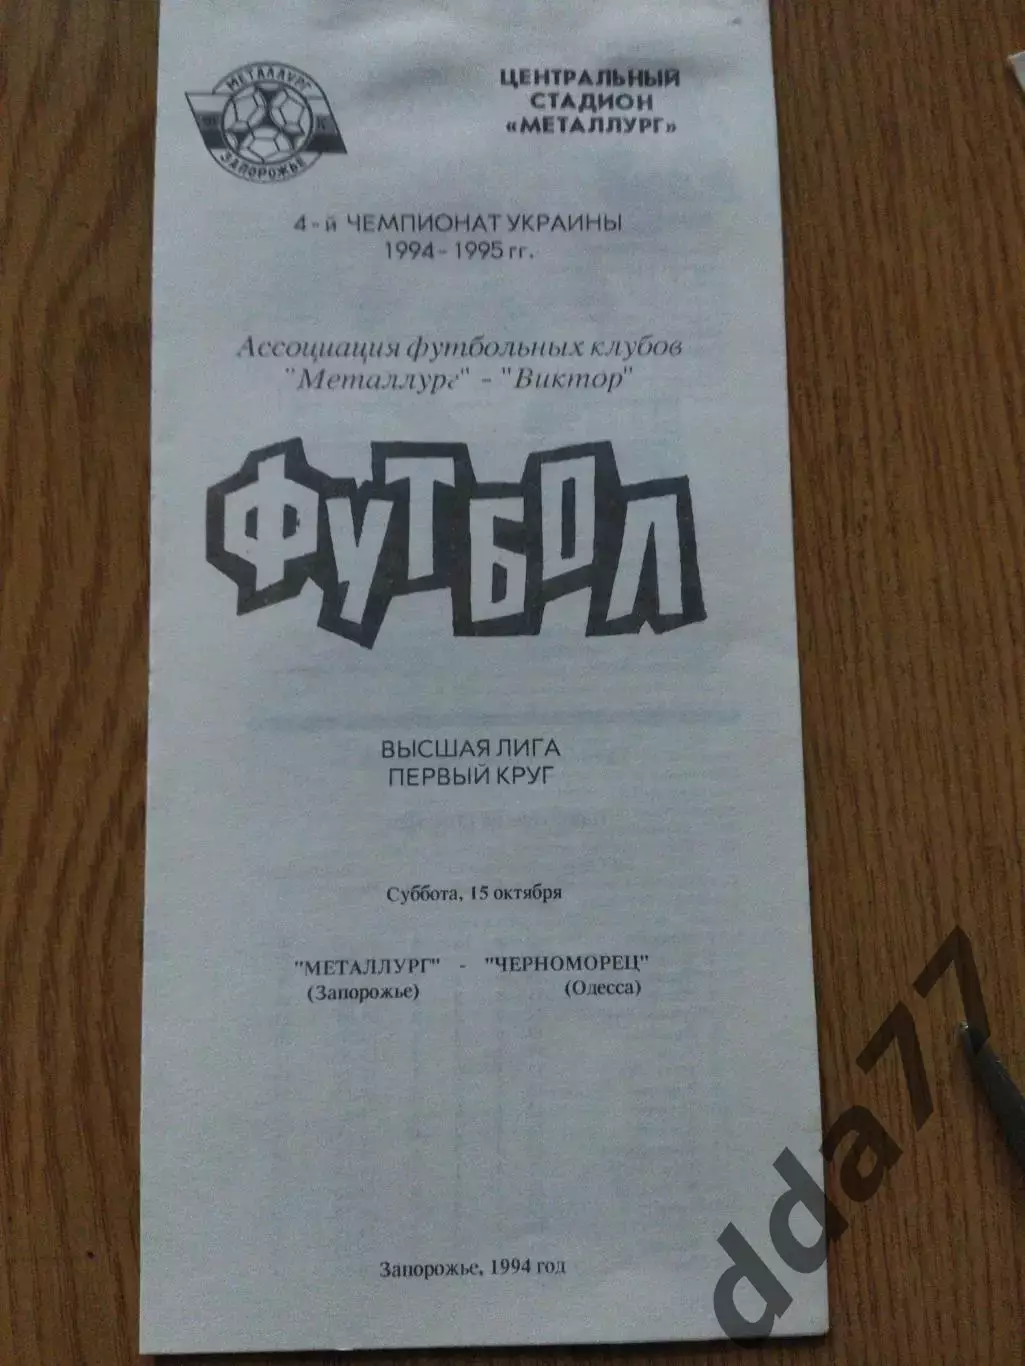 МЕТАЛЛУРГ
ЗАПОРОЖЬЕ
ЦЕНТРАЛЬНЫЙ
СТАДИОН
«МЕТАЛЛУРГ»
4-й ЧЕМПИОНАТ УКРАИНЫ
1994-1995 гг.
Ассоциация футбольных клубов
"Металлург" - "Виктор"
ФУТБОЛ
ВЫСШАЯ ЛИГА
ПЕРВЫЙ КРУГ
Суббота, 15 октября
"МЕТАЛЛУРГ" - "ЧЕРНОМОРЕЦ"
(Запорожье) (Одесса)
Запорожье, 1994 год
dda77